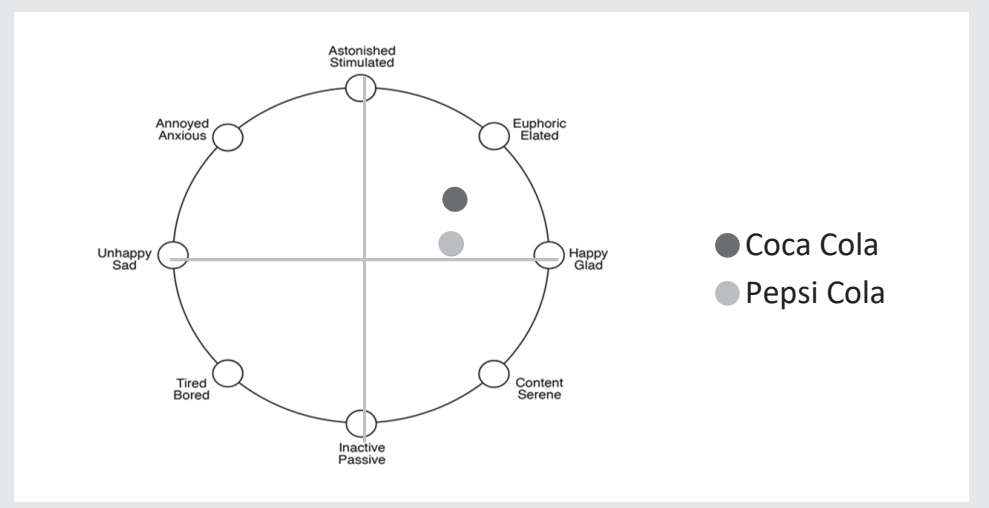 Astonished
Stimulated
Annoyed
Anxious
Euphoric
Elated
Unhappy
Sad
Happy
Glad
Coca Cola
Pepsi Cola
Tired
Bored
Content
Serene
Inactive
Passive